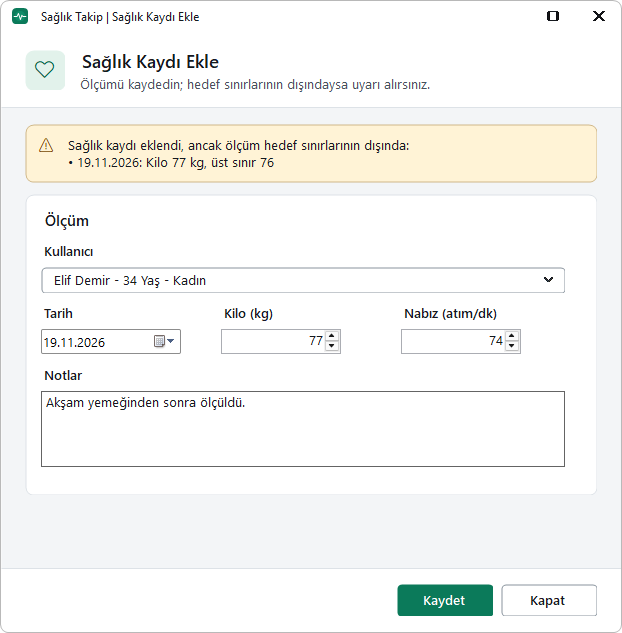 Sağlık Takip | Sağlık Kaydı Ekle
Sağlık Kaydı Ekle
Ölçümü kaydedin; hedef sınırlarının dışındaysa uyarı alırsınız.
Sağlık kaydı eklendi, ancak ölçüm hedef sınırlarının dışında:
• 19.11.2026: Kilo 77 kg, üst sınır 76
Ölçüm
Kullanıcı
Elif Demir - 34 Yaş - Kadın
Tarih Kilo (kg) Nabız (atım/dk)
19.11.2026 77 74
Notlar
Akşam yemeğinden sonra ölçüldü.
Kaydet Kapat